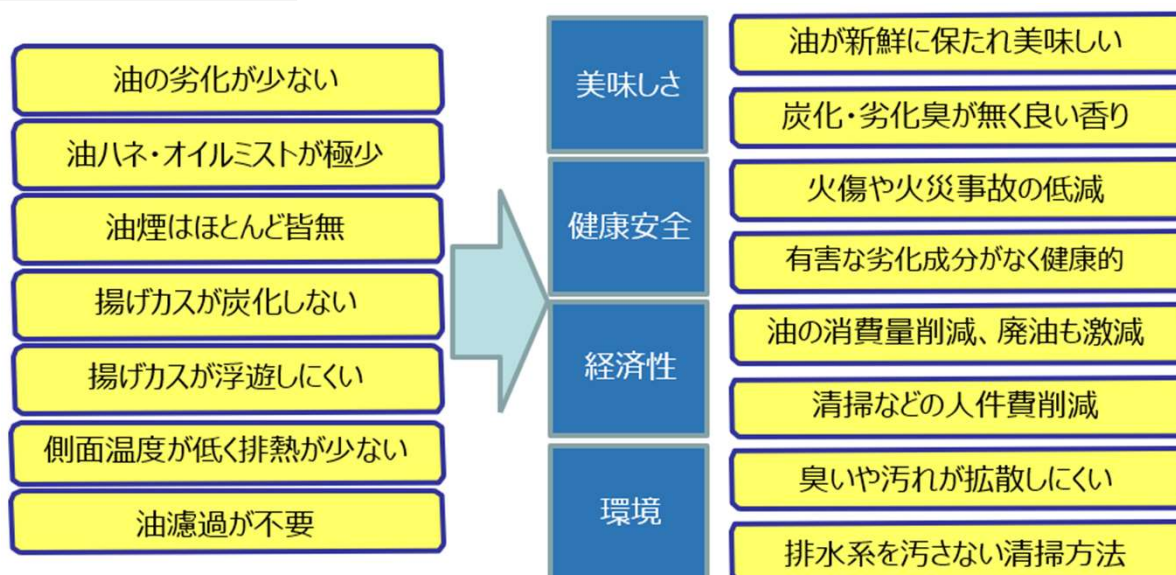 油の劣化が少ない
油ハネ・オイルミストが極少
油煙はほとんど皆無
揚げカスが炭化しない
揚げカスが浮遊しにくい
側面温度が低く排熱が少ない
油濾過が不要
美味しさ
健康安全
経済性
環境
油が新鮮に保たれ美味しい
炭化・劣化臭が無く良い香り
火傷や火災事故の低減
有害な劣化成分がなく健康的
油の消費量削減、廃油も激減
清掃などの人件費削減
臭いや汚れが拡散しにくい
排水系を汚さない清掃方法